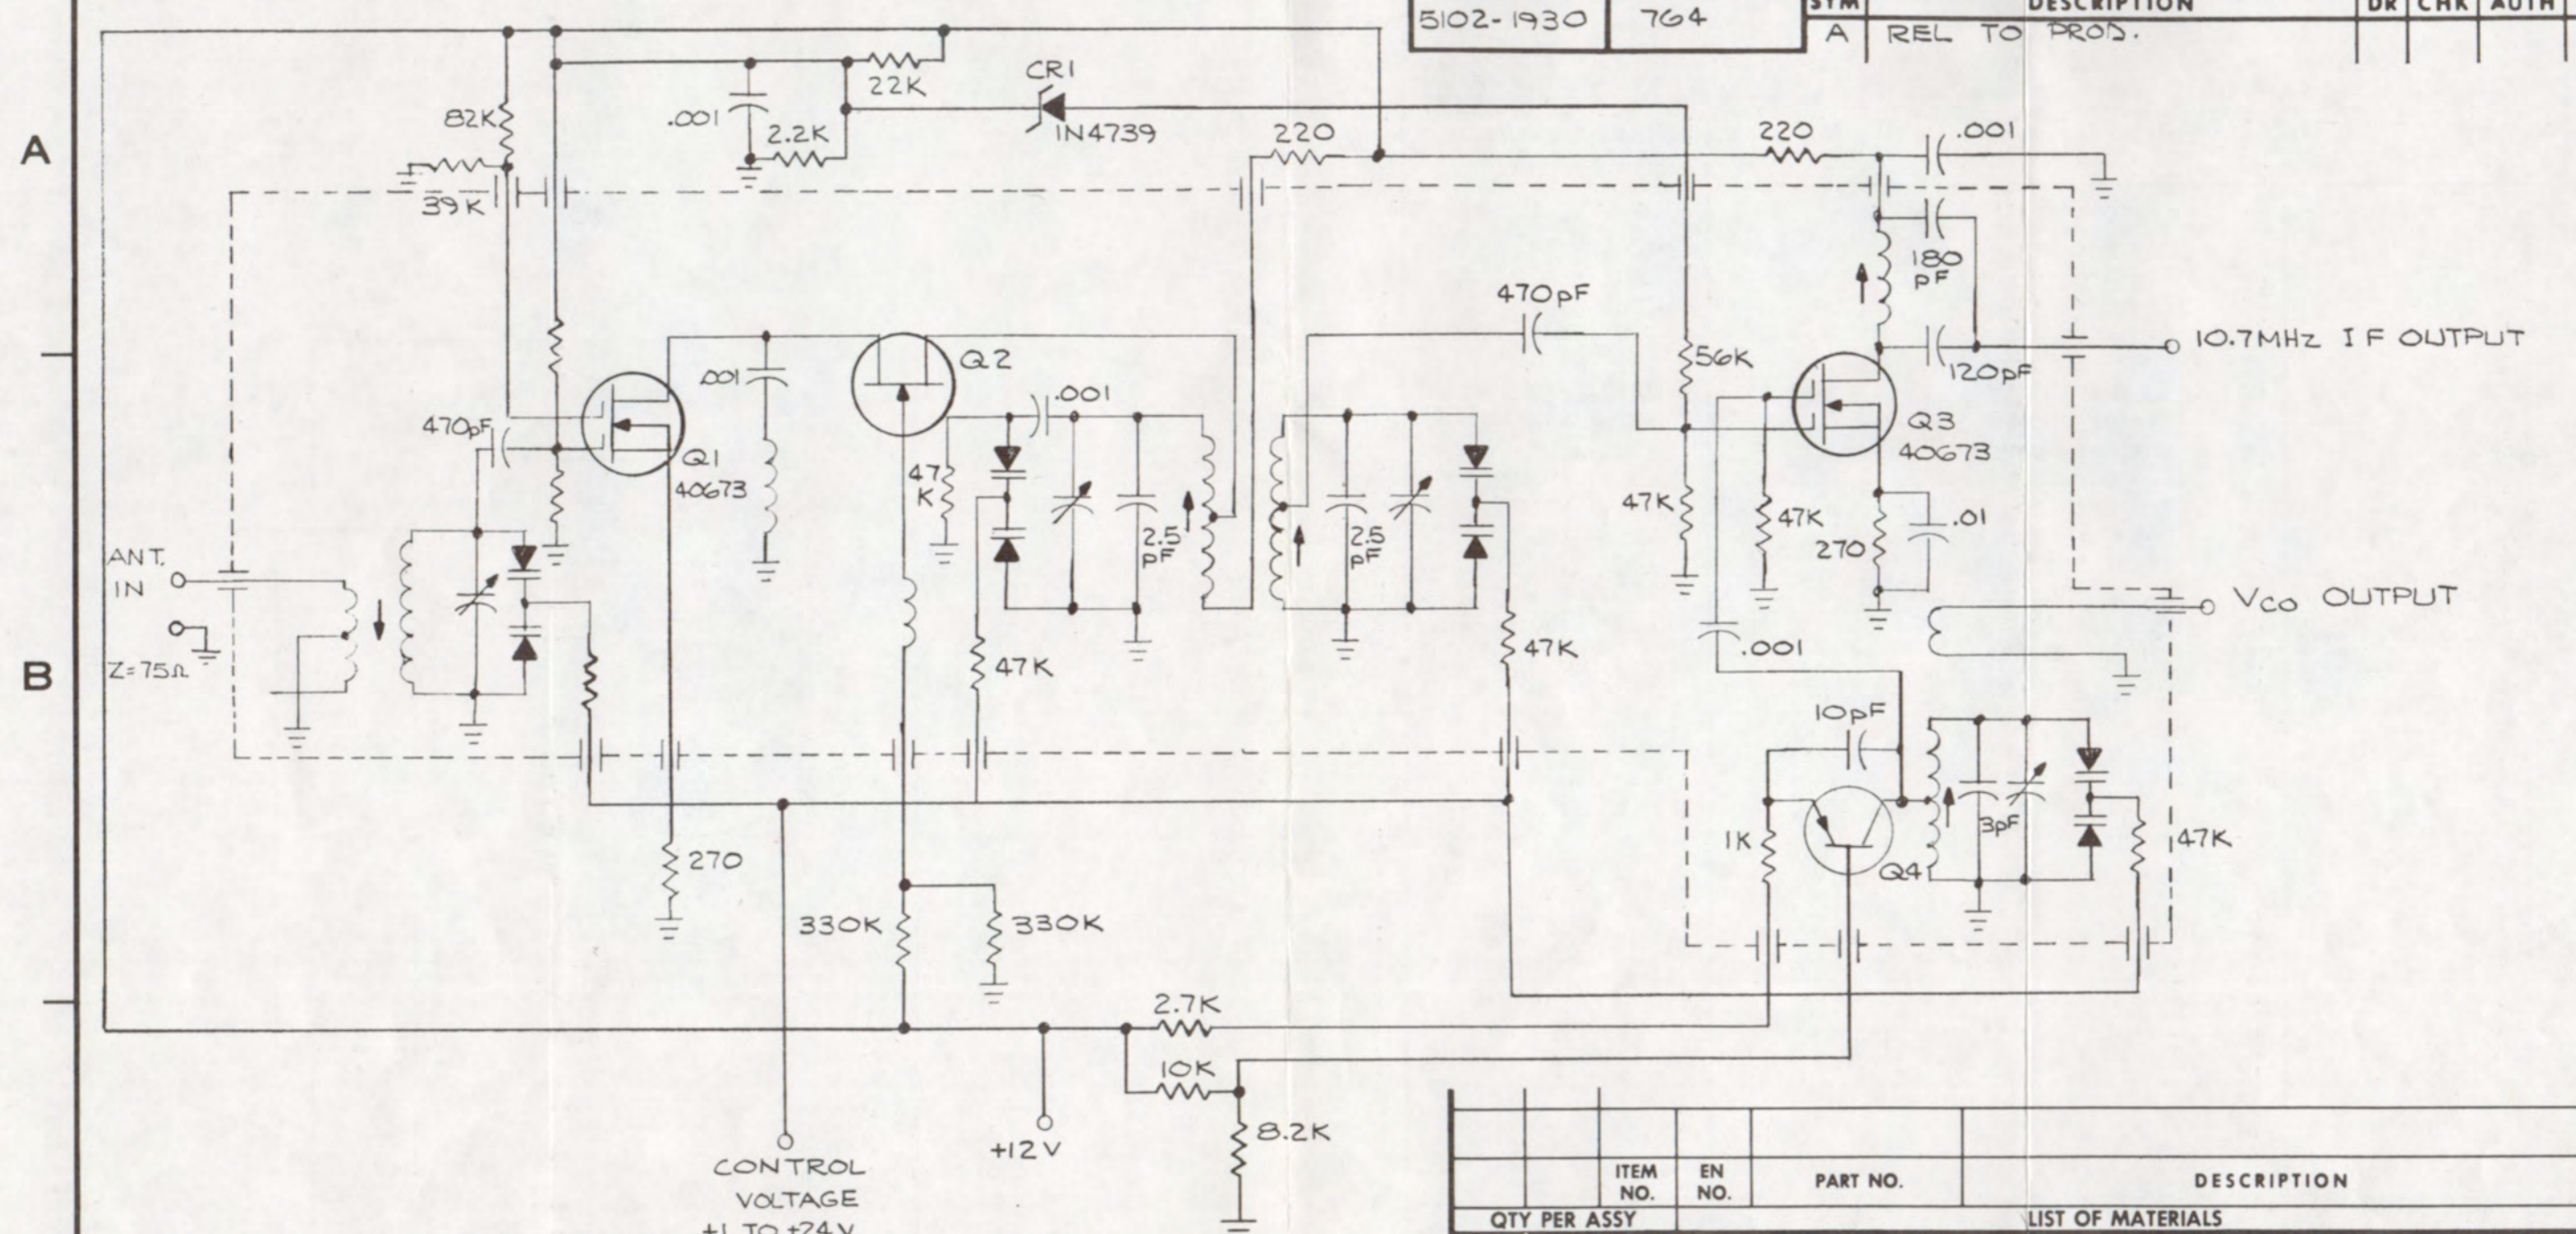 5102-1930 764
SYM DESCRIPTION DR CHK AUTH
A REL TO PROD.
A
B
82K
39K
.001
2.2K
22K
CR1
IN4739
220
220
.001
180
pF
120pF
10.7MHz IF OUTPUT
470pF
56K
Q3
40673
47K
47K
270
.01
.001
VCO OUTPUT
470pF
Q1
40673
.001
Q2
.001
47
K
2.5
pF
2.5
pF
ANT.
IN
Z=75Ω
47K
47K
10pF
1K
Q4
3pF
47K
270
330K
330K
2.7K
10K
8.2K
+12V
CONTROL
VOLTAGE
+1 TO +24V
ITEM
NO.
EN
NO.
PART NO.
DESCRIPTION
QTY PER ASSY
LIST OF MATERIALS